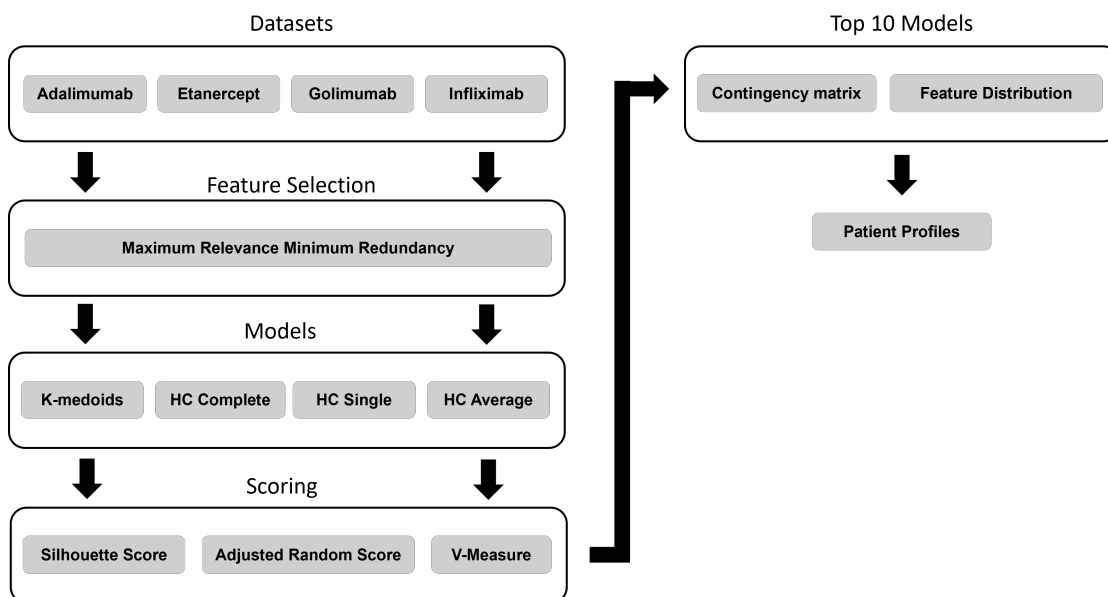 Datasets
Adalimumab Etanercept Golimumab Infliximab
Feature Selection
Maximum Relevance Minimum Redundancy
Models
K-medoids HC Complete HC Single HC Average
Scoring
Silhouette Score Adjusted Random Score V-Measure
Top 10 Models
Contingency matrix Feature Distribution
Patient Profiles